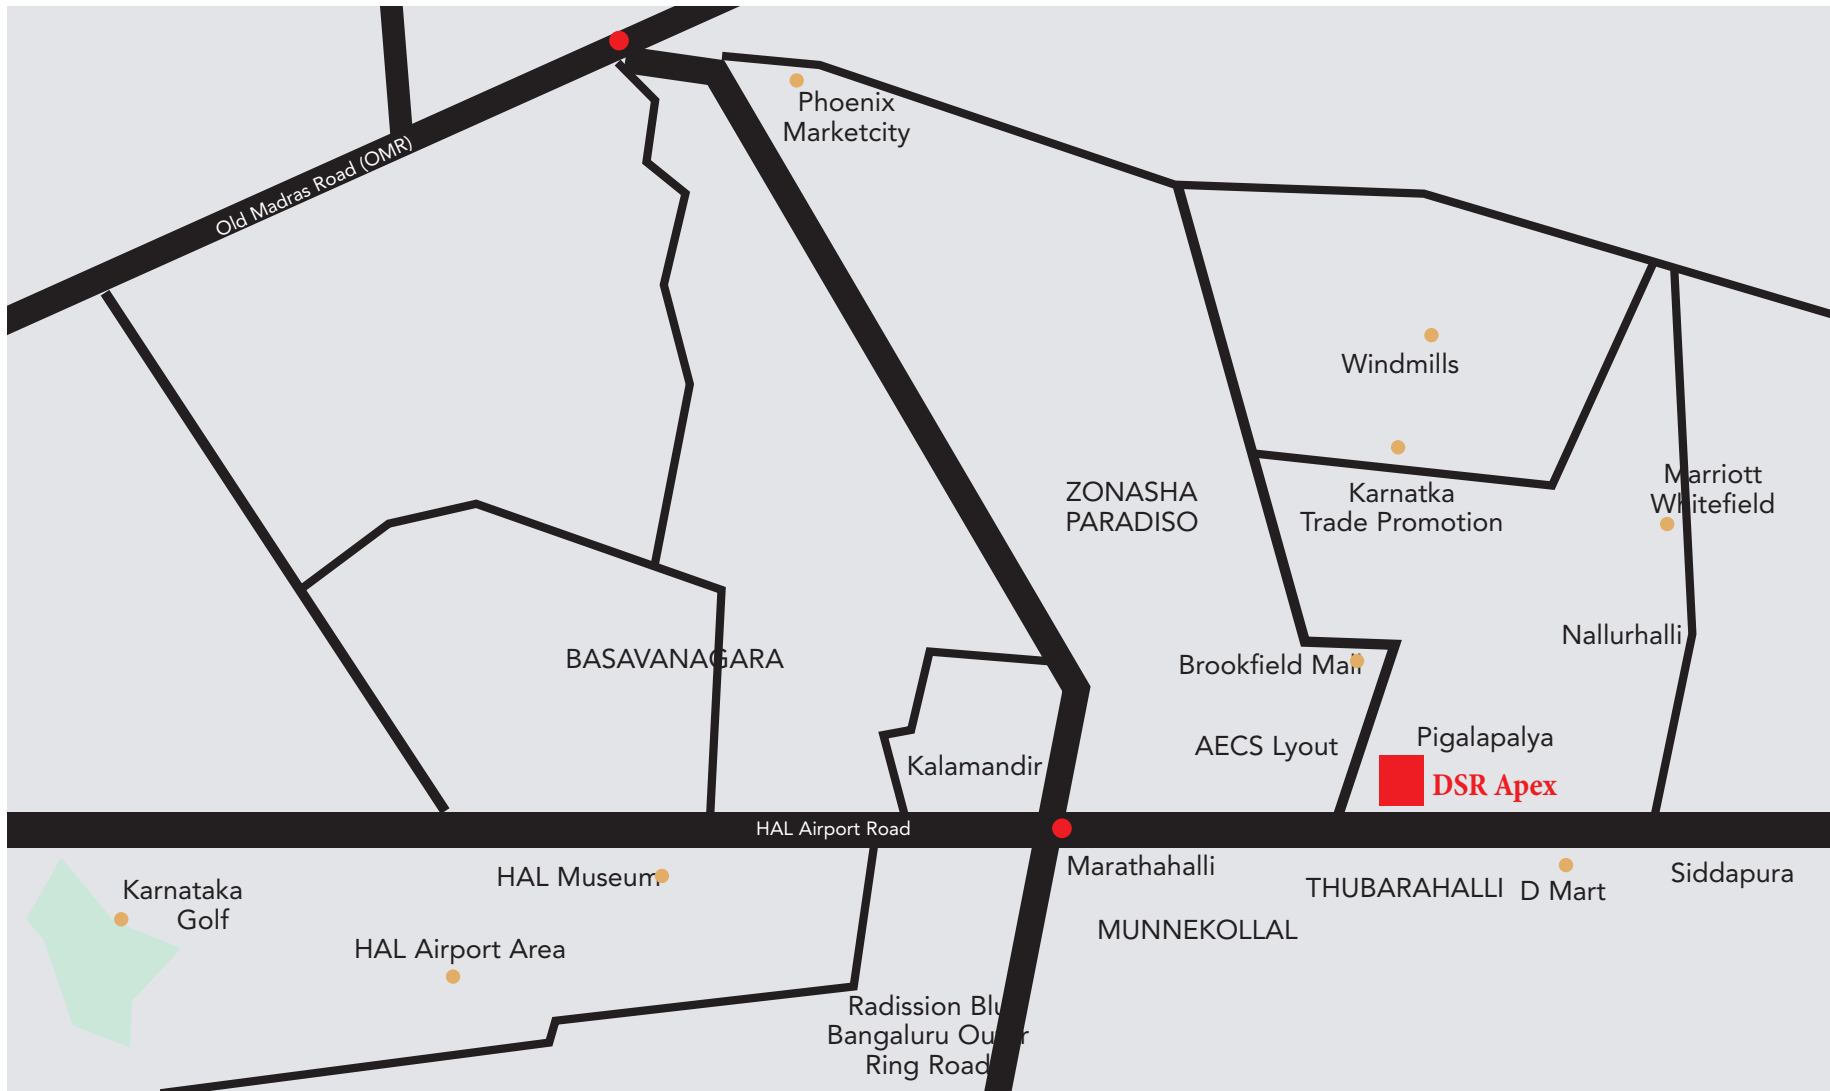 Phoenix
Marketcity
Old Madras Road (OMR)
Windmills
Marriott
Whitefield
ZONASHA
PARADISO
Karnatka
Trade Promotion
Nallurhalli
BASAVANAGARA
Brookfield Mall
Pigalapalya
AECS Lyout
Kalamandir
DSR Apex
HAL Airport Road
Marathahalli
Siddapura
HAL Museum
THUBARAHALLI
D Mart
Karnataka
Golf
MUNNEKOLLAL
HAL Airport Area
Radission Blu
Bangaluru Outer
Ring Road